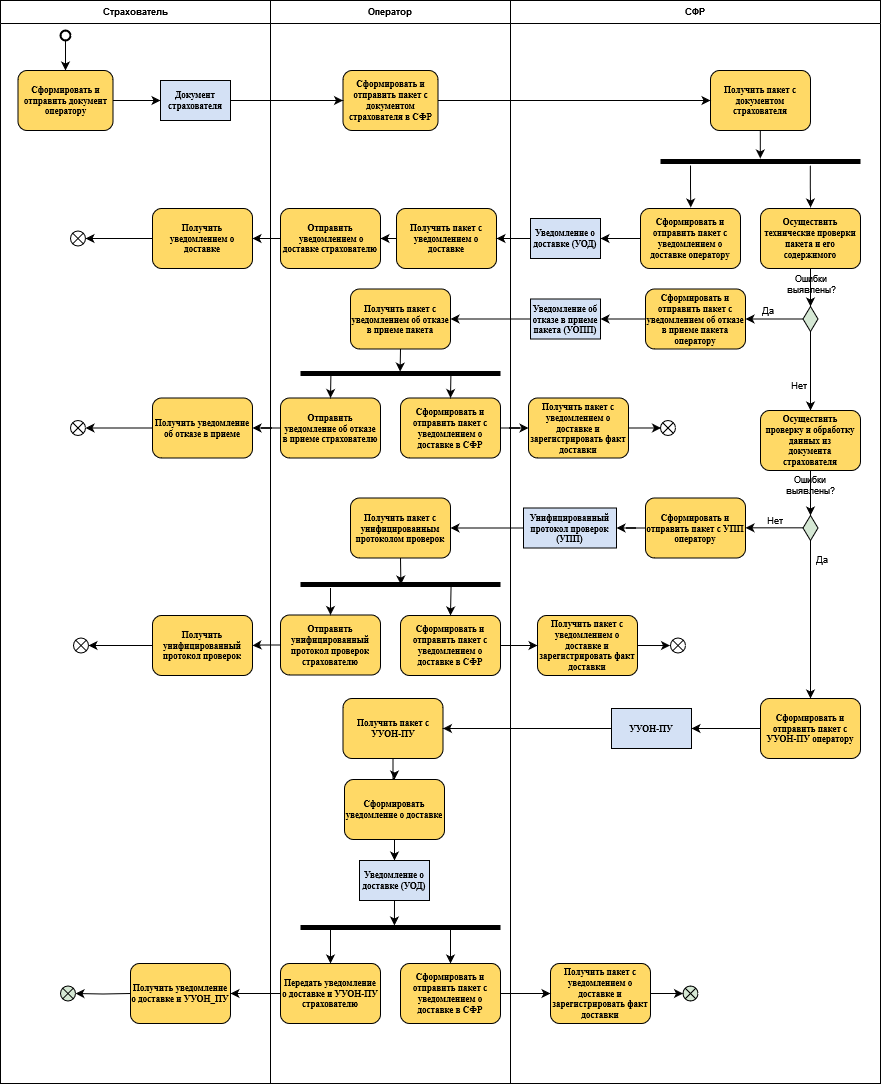 Страхователь
Оператор
СФР
Сформировать и
отправить документ
оператору
Документ
страхователя
Сформировать и
отправить пакет с
документом
страхователя в СФР
Получить пакет с
документом
страхователя
Получить
уведомлением о
доставке
Отправить
уведомлением о
доставке страхователю
Получить пакет с
уведомлением о
доставке
Уведомление о
доставке (УОД)
Сформировать и
отправить пакет с
уведомлением о
доставке оператору
Осуществить
технические проверки
пакета и его
содержимого
Ошибки
выявлены?
Получить пакет с
уведомлением об отказе
в приеме пакета
Уведомление об
отказе в приеме
пакета (УОПП)
Сформировать и
отправить пакет с
уведомлением об отказе
в приеме пакета
оператору
Да
Нет
Получить уведомление
об отказе в приеме
Отправить
уведомление об отказе
в приеме страхователю
Сформировать и
отправить пакет с
уведомлением о
доставке в СФР
Получить пакет с
уведомлением о
доставке и
зарегистрировать факт
доставки
Осуществить
проверку и обработку
данных из
документа
страхователя
Ошибки
выявлены?
Получить пакет с
унифицированным
протоколом проверок
Унифицированный
протокол проверок
(УПП)
Сформировать и
отправить пакет с УПП
оператору
Нет
Да
Получить
унифицированный
протокол проверок
Отправить
унифицированный
протокол проверок
страхователю
Сформировать и
отправить пакет с
уведомлением о
доставке в СФР
Получить пакет с
уведомлением о
доставке и
зарегистрировать факт
доставки
Получить пакет с
УУОН-ПУ
УУОН-ПУ
Сформировать и
отправить пакет с
УУОН-ПУ оператору
Сформировать
уведомление о доставке
Уведомление о
доставке (УОД)
Получить уведомление
о доставке и УУОН_ПУ
Передать уведомление
о доставке и УУОН-ПУ
страхователю
Сформировать и
отправить пакет с
уведомлением о
доставке в СФР
Получить пакет с
уведомлением о
доставке и
зарегистрировать факт
доставки